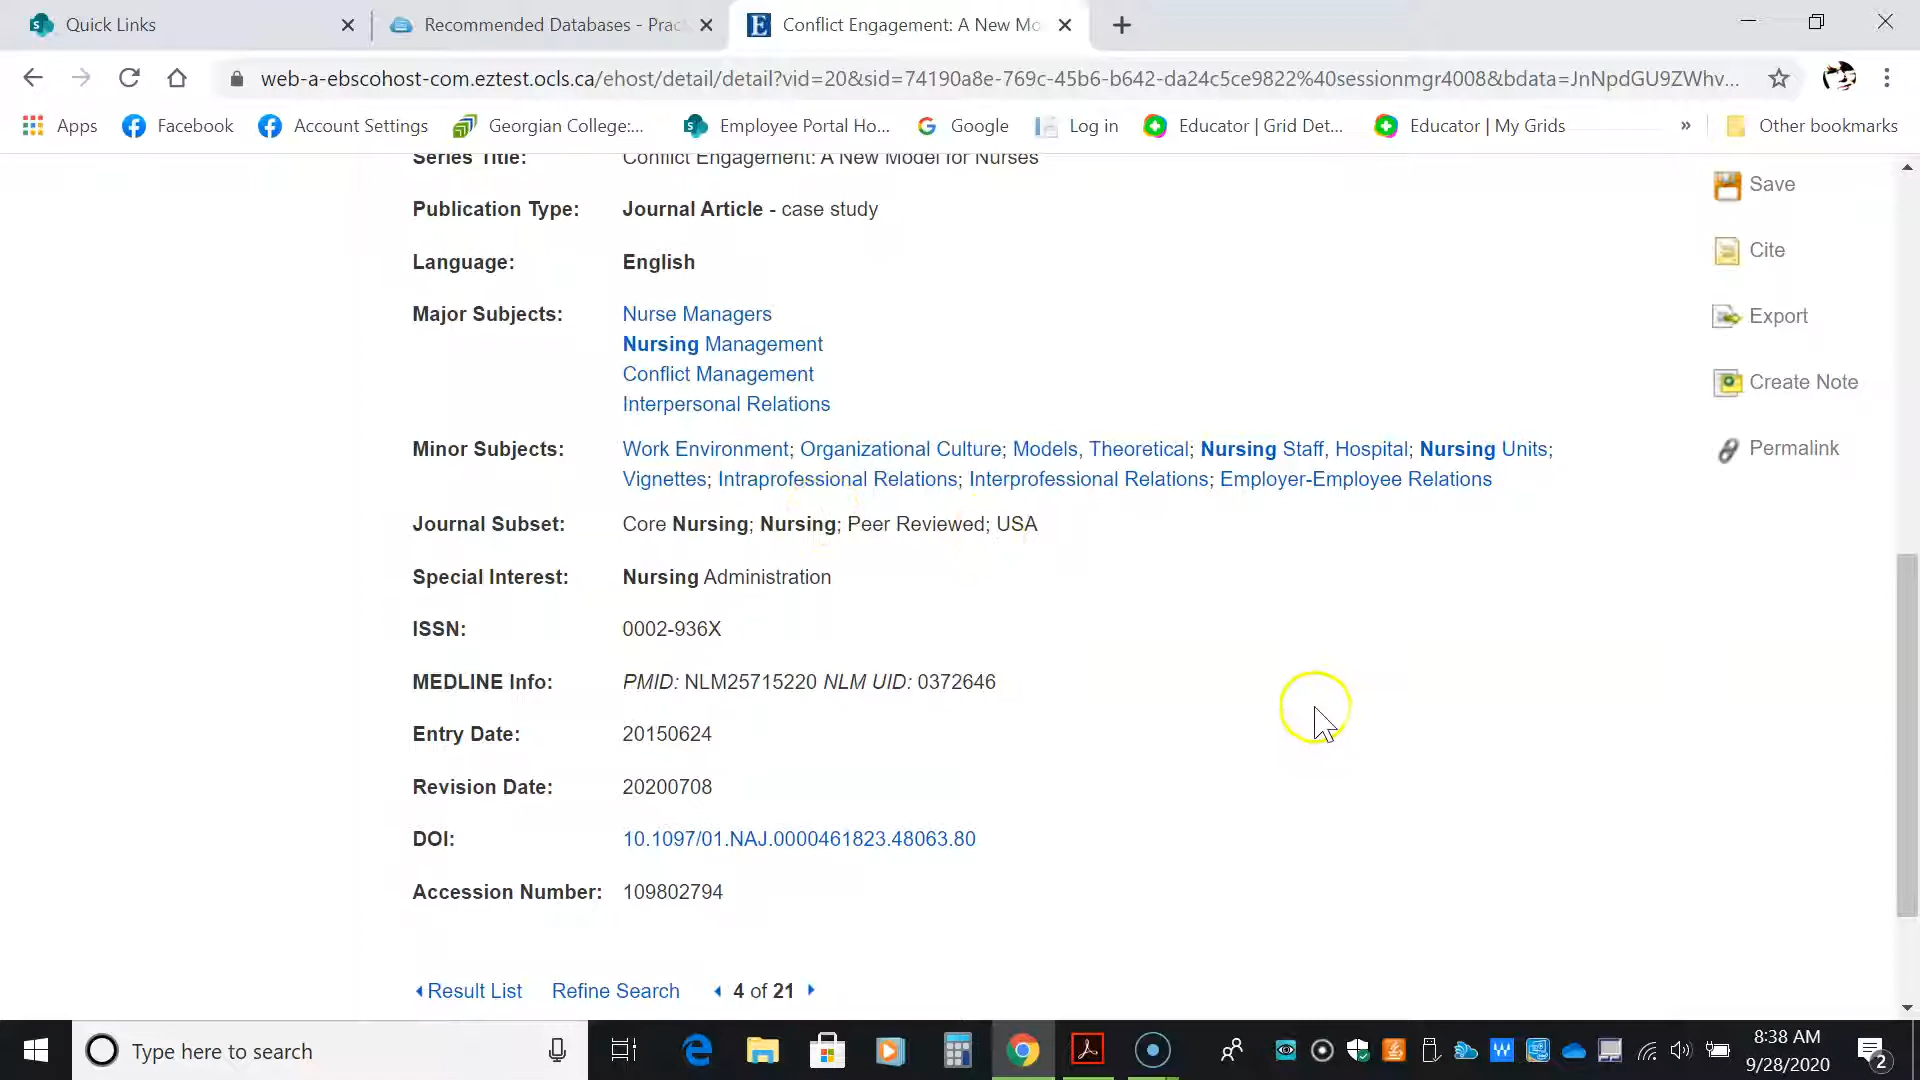 Quick Links
Recommended Databases - Prac
Conflict Engagement: A New Mo
web-a-ebscohost-com.eztest.ocls.ca/ehost/detail/detail?vid=20&sid=74190a8e-769c-45b6-b642-da24c5ce9822%40sessionmgr4008&bdata=JnNpdGU9ZWhv...
Apps Facebook Account Settings Georgian College:... Employee Portal Ho... Google Log in Educator | Grid Det... Educator | My Grids » Other bookmarks
Series Title: Conflict Engagement: A New Model for Nurses
Publication Type: Journal Article - case study
Language: English
Major Subjects: Nurse Managers
Nursing Management
Conflict Management
Interpersonal Relations
Minor Subjects: Work Environment; Organizational Culture; Models, Theoretical; Nursing Staff, Hospital; Nursing Units;
Vignettes; Intraprofessional Relations; Interprofessional Relations; Employer-Employee Relations
Journal Subset: Core Nursing; Nursing; Peer Reviewed; USA
Special Interest: Nursing Administration
ISSN: 0002-936X
MEDLINE Info: PMID: NLM25715220 NLM UID: 0372646
Entry Date: 20150624
Revision Date: 20200708
DOI: 10.1097/01.NAJ.0000461823.48063.80
Accession Number: 109802794
Result List Refine Search 4 of 21
Save
Cite
Export
Create Note
Permalink
Type here to search
8:38 AM
9/28/2020
2